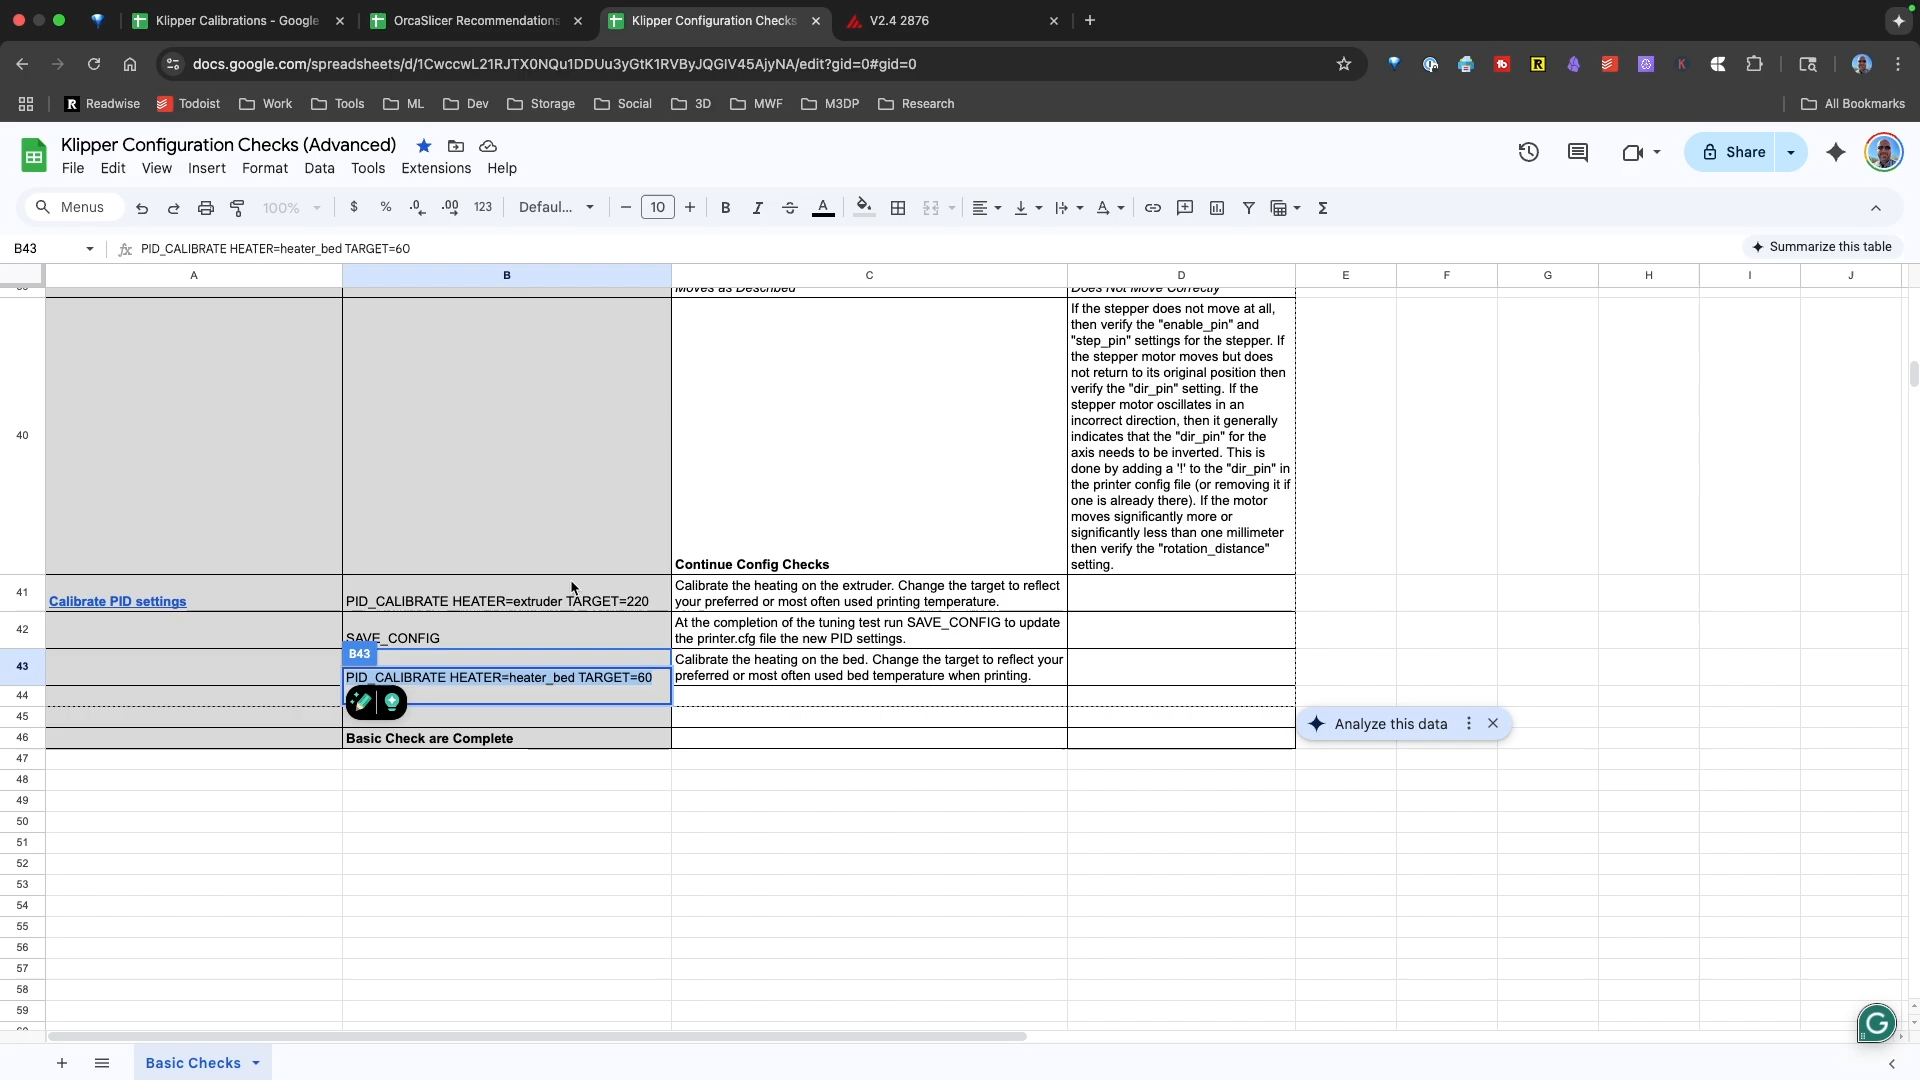 Klipper Calibrations - Google
OrcaSlicer Recommendations
Klipper Configuration Checks
V2.4 2876
docs.google.com/spreadsheets/d/1CwccwL21RJTX0NQu1DDUu3yGtK1RVByJQGIV45AjyNA/edit?gid=0#gid=0
Readwise
Todoist
Work
Tools
ML
Dev
Storage
Social
3D
MWF
M3DP
Research
All Bookmarks
Klipper Configuration Checks (Advanced)
File Edit View Insert Format Data Tools Extensions Help
Share
Menus
100%
$ % .0 .00 123
Defaul...
10
B43
PID_CALIBRATE HEATER=heater_bed TARGET=60
Summarize this table
A B C D E F G H I J
Moves as Described
Does Not Move Correctly
40
Continue Config Checks
If the stepper does not move at all,
then verify the "enable_pin" and
"step_pin" settings for the stepper. If
the stepper motor moves but does
not return to its original position then
verify the "dir_pin" setting. If the
stepper motor oscillates in an
incorrect direction, then it generally
indicates that the "dir_pin" for the
axis needs to be inverted. This is
done by adding a '!' to the "dir_pin" in
the printer config file (or removing it if
one is already there). If the motor
moves significantly more or
significantly less than one millimeter
then verify the "rotation_distance"
setting.
41
Calibrate PID settings
PID_CALIBRATE HEATER=extruder TARGET=220
Calibrate the heating on the extruder. Change the target to reflect
your preferred or most often used printing temperature.
42
SAVE_CONFIG
At the completion of the tuning test run SAVE_CONFIG to update
the printer.cfg file the new PID settings.
43
B43
PID_CALIBRATE HEATER=heater_bed TARGET=60
Calibrate the heating on the bed. Change the target to reflect your
preferred or most often used bed temperature when printing.
44
45
Analyze this data
46
Basic Check are Complete
47
48
49
50
51
52
53
54
55
56
57
58
59
Basic Checks